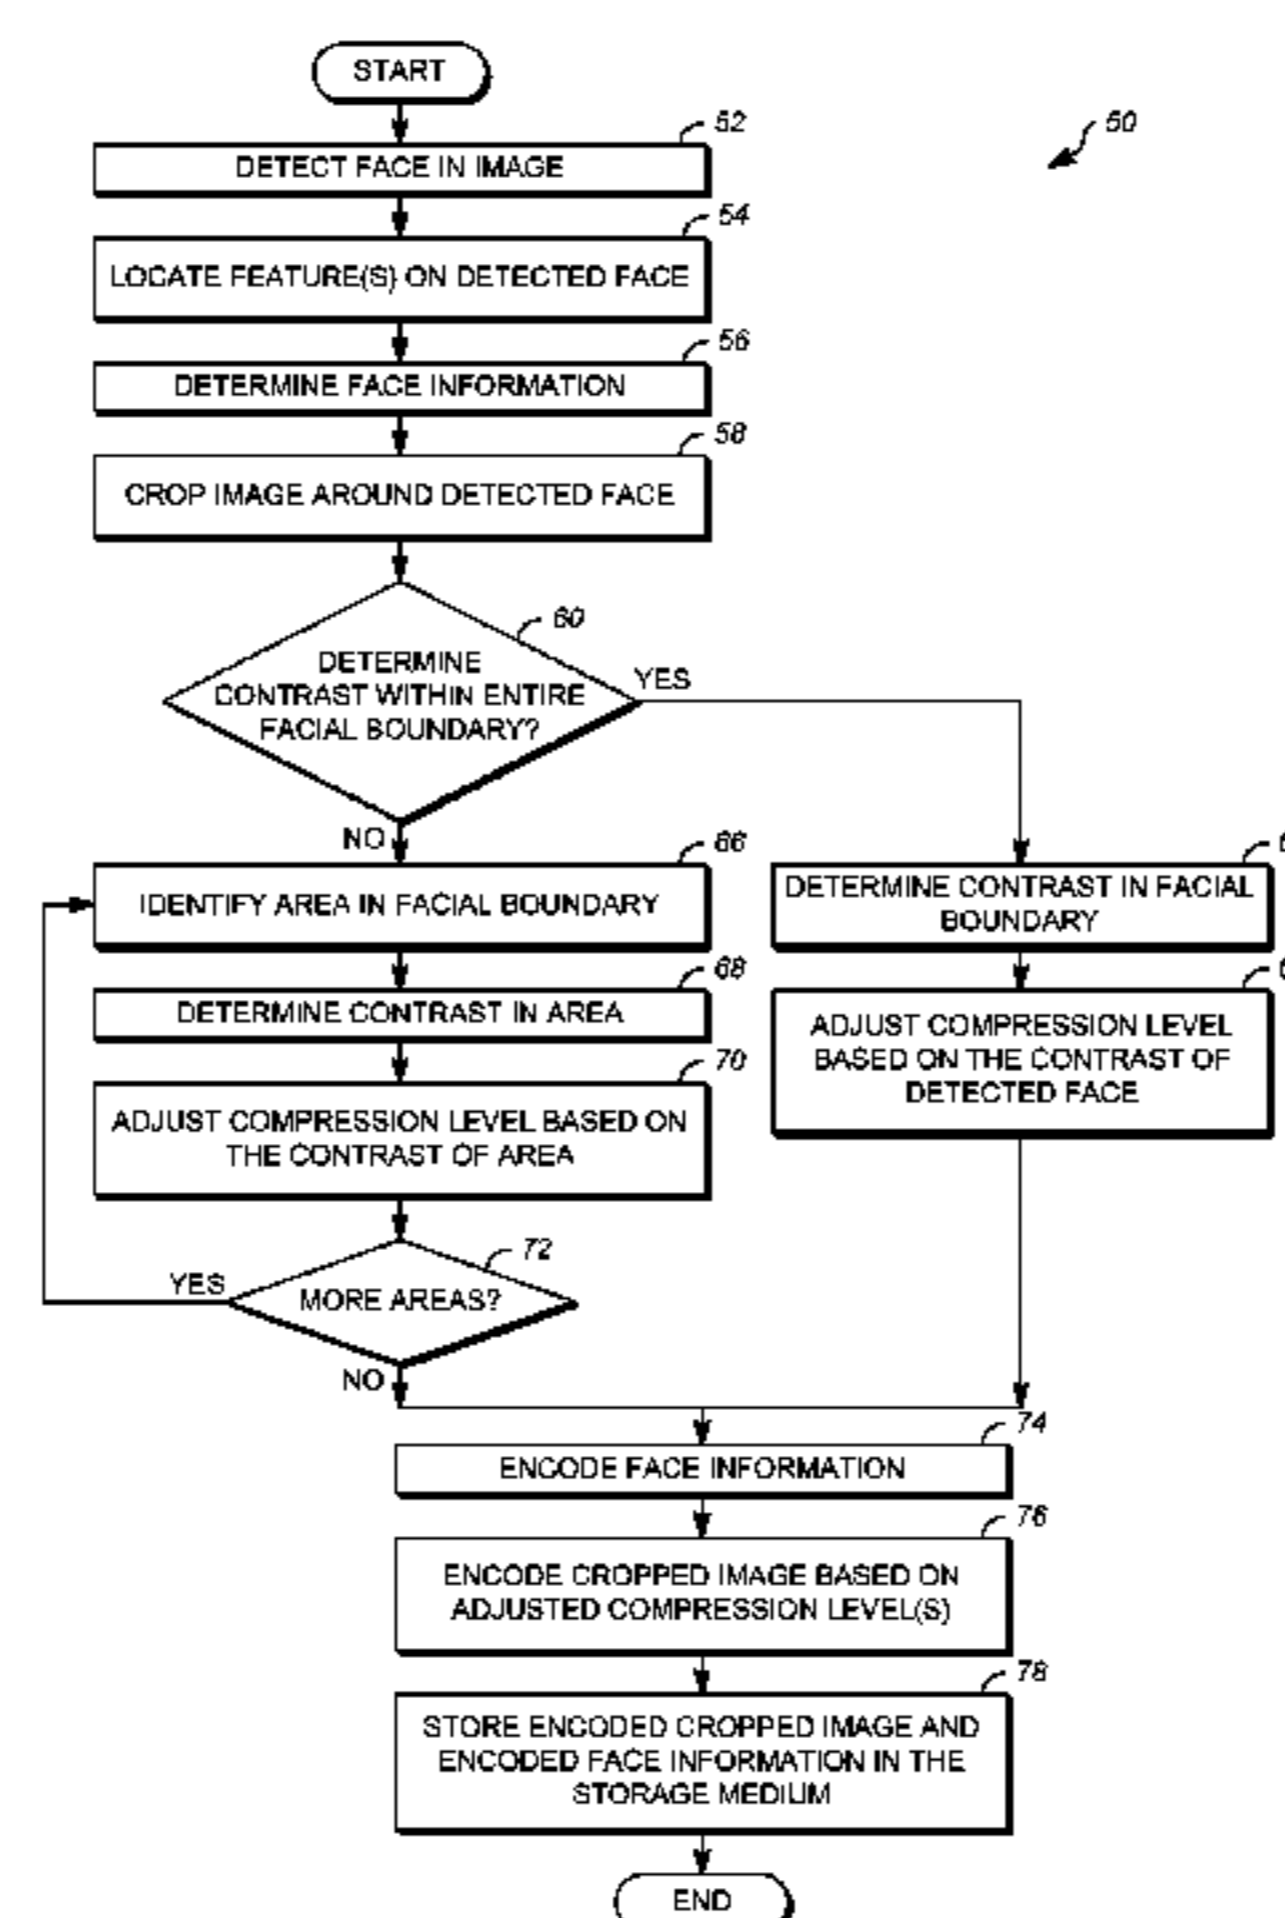 START
52
50
DETECT FACE IN IMAGE
54
LOCATE FEATURE(S) ON DETECTED FACE
56
DETERMINE FACE INFORMATION
58
CROP IMAGE AROUND DETECTED FACE
60
DETERMINE
CONTRAST WITHIN ENTIRE
FACIAL BOUNDARY?
YES
NO
66
IDENTIFY AREA IN FACIAL BOUNDARY
68
DETERMINE CONTRAST IN AREA
70
ADJUST COMPRESSION LEVEL BASED ON
THE CONTRAST OF AREA
72
MORE AREAS?
YES
NO
DETERMINE CONTRAST IN FACIAL
BOUNDARY
ADJUST COMPRESSION LEVEL
BASED ON THE CONTRAST OF
DETECTED FACE
74
ENCODE FACE INFORMATION
76
ENCODE CROPPED IMAGE BASED ON
ADJUSTED COMPRESSION LEVEL(S)
78
STORE ENCODED CROPPED IMAGE AND
ENCODED FACE INFORMATION IN THE
STORAGE MEDIUM
END